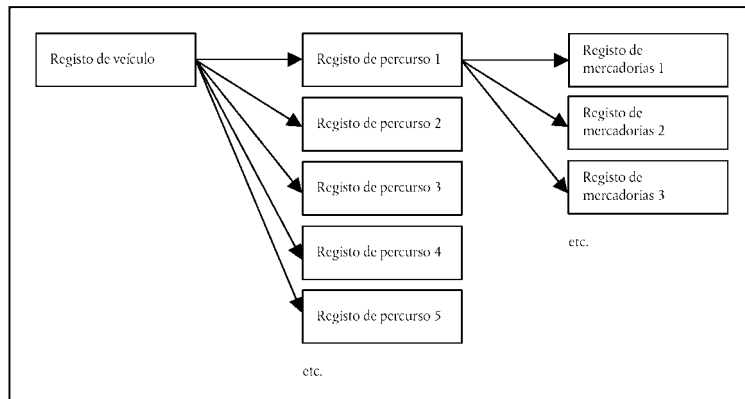 Registo de veículo
Registo de percurso 1
Registo de percurso 2
Registo de percurso 3
Registo de percurso 4
Registo de percurso 5
etc.
Registo de
mercadorias 1
Registo de
mercadorias 2
Registo de
mercadorias 3
etc.